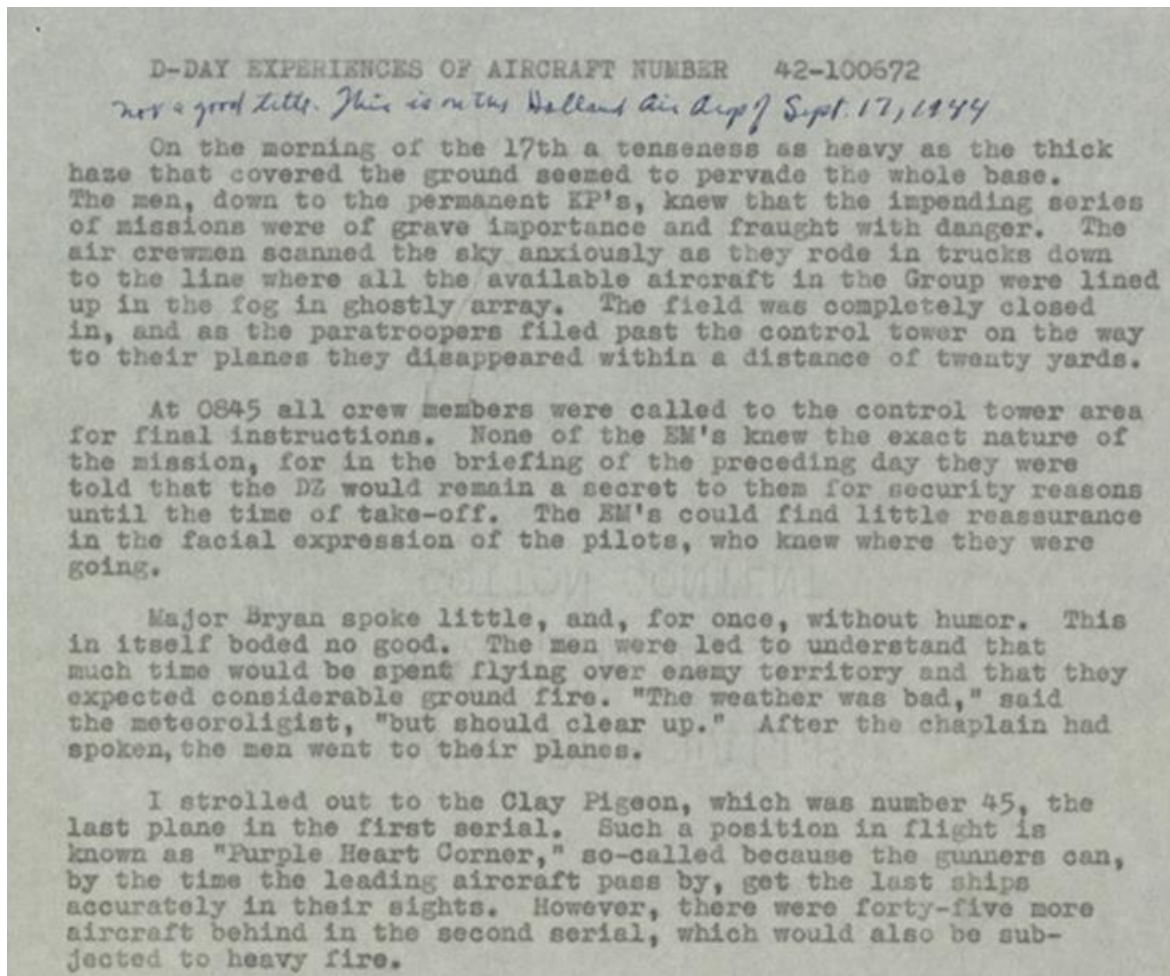 D-DAY EXPERIENCES OF AIRCRAFT NUMBER 42-100672
not a good title. This is on the Holland Air drop of Sept. 17, 1944
On the morning of the 17th a tenseness as heavy as the thick
haze that covered the ground seemed to pervade the whole base.
The men, down to the permanent KP's, knew that the impending series
of missions were of grave importance and fraught with danger. The
air crewmen scanned the sky anxiously as they rode in trucks down
to the line where all the available aircraft in the Group were lined
up in the fog in ghostly array. The field was completely closed
in, and as the paratroopers filed past the control tower on the way
to their planes they disappeared within a distance of twenty yards.
At 0845 all crew members were called to the control tower area
for final instructions. None of the EM's knew the exact nature of
the mission, for in the briefing of the preceding day they were
told that the DZ would remain a secret to them for security reasons
until the time of take-off. The EM's could find little reassurance
in the facial expression of the pilots, who knew where they were
going.
Major Bryan spoke little, and, for once, without humor. This
in itself boded no good. The men were led to understand that
much time would be spent flying over enemy territory and that they
expected considerable ground fire. "The weather was bad," said
the meteoroligist, "but should clear up." After the chaplain had
spoken, the men went to their planes.
I strolled out to the Clay Pigeon, which was number 45, the
last plane in the first serial. Such a position in flight is
known as "Purple Heart Corner," so-called because the gunners can,
by the time the leading aircraft pass by, get the last ships
accurately in their sights. However, there were forty-five more
aircraft behind in the second serial, which would also be sub-
jected to heavy fire.